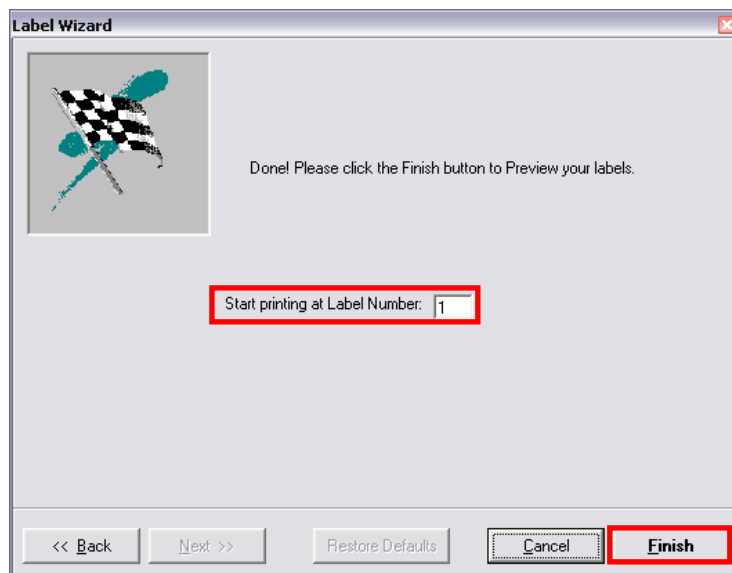 Label Wizard
Done! Please click the Finish button to Preview your labels.
Start printing at Label Number: 1
<< Back Next >> Restore Defaults Cancel Finish